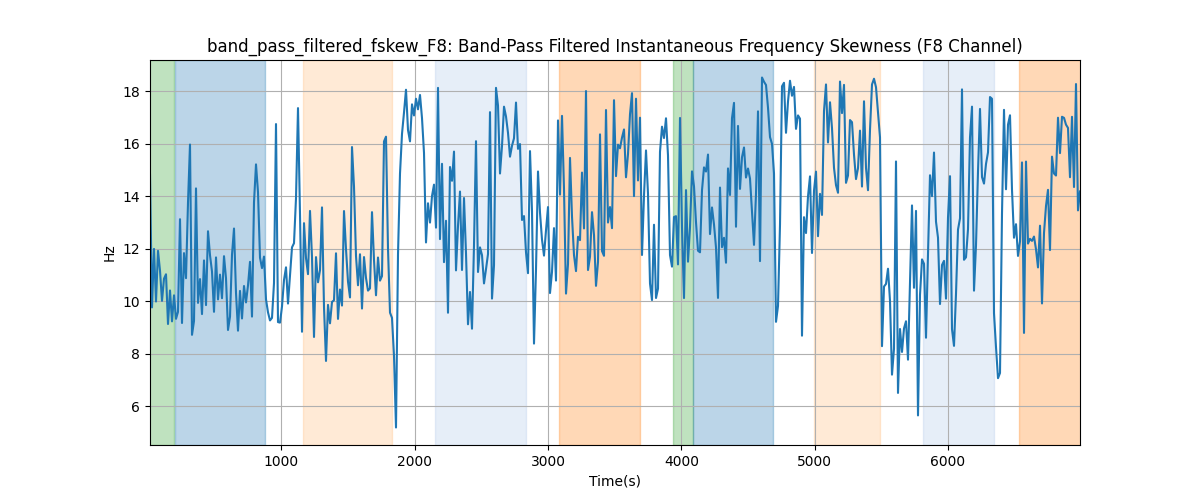 band_pass_filtered_fskew_F8: Band-Pass Filtered Instantaneous Frequency Skewness (F8 Channel)
18
16
14
12
10
8
6
Hz
1000 2000 3000 4000 5000 6000
Time(s)